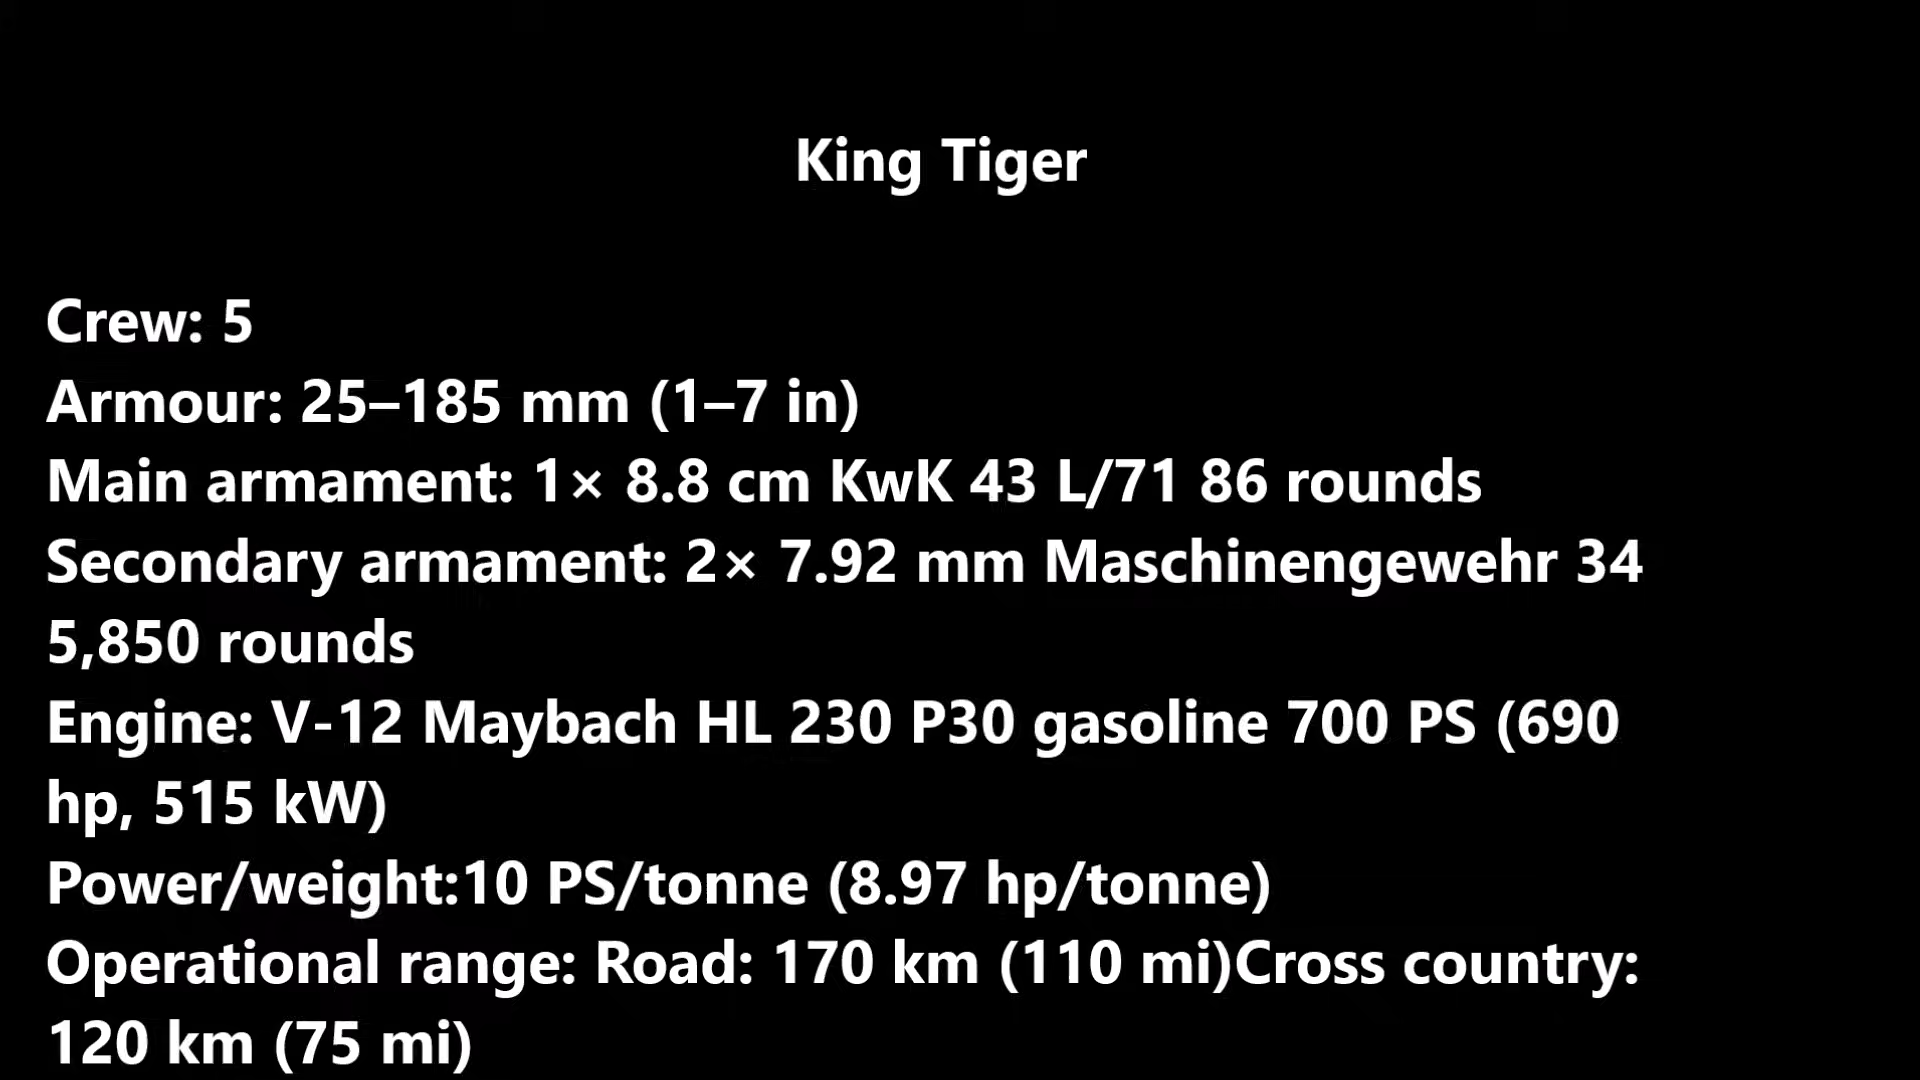 King Tiger
Crew: 5
Armour: 25–185 mm (1–7 in)
Main armament: 1× 8.8 cm KwK 43 L/71 86 rounds
Secondary armament: 2× 7.92 mm Maschinengewehr 34
5,850 rounds
Engine: V-12 Maybach HL 230 P30 gasoline 700 PS (690
hp, 515 kW)
Power/weight:10 PS/tonne (8.97 hp/tonne)
Operational range: Road: 170 km (110 mi)Cross country:
120 km (75 mi)